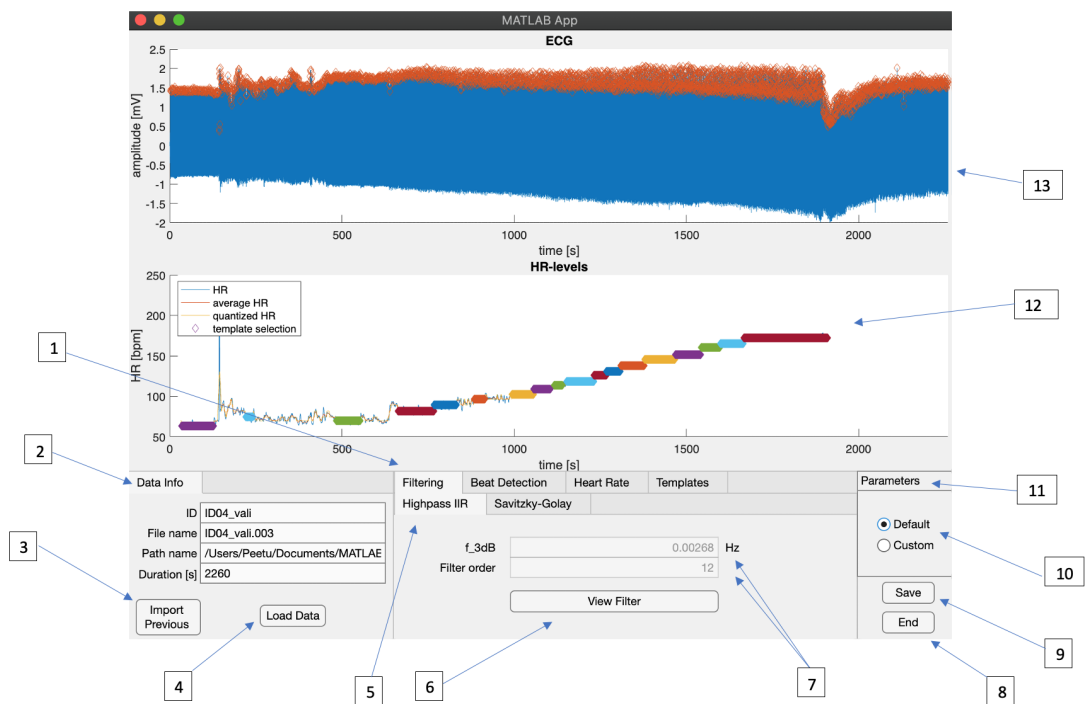 MATLAB App
ECG
2.5
2
1.5
1
0.5
0
-0.5
-1
-1.5
-2
amplitude [mV]
0 500 1000 1500 2000
time [s]
13
HR-levels
250
200
150
100
50
HR [bpm]
HR
average HR
quantized HR
template selection
0 500 1000 1500 2000
time [s]
12
1
2
Data Info
ID ID04_vali
File name ID04_vali.003
Path name /Users/Peetu/Documents/MATLAB
Duration [s] 2260
3
Import Previous
Load Data
4
Filtering Beat Detection Heart Rate Templates
Highpass IIR Savitzky-Golay
f_3dB 0.00268 Hz
Filter order 12
View Filter
5
6
7
Parameters
11
Default
Custom
10
Save
9
End
8